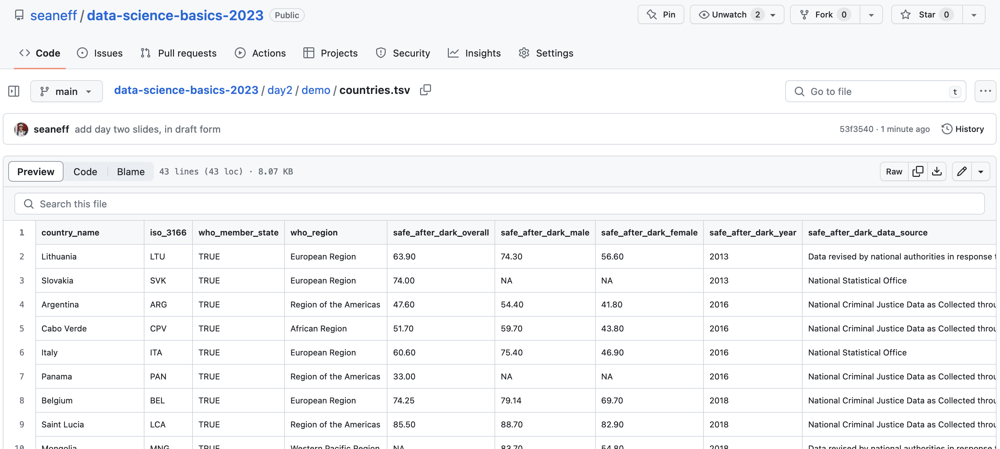 seaneff / data-science-basics-2023 Public Pin Unwatch 2 Fork 0 Star 0
Code Issues Pull requests Actions Projects Security Insights Settings
main data-science-basics-2023 / day2 / demo / countries.tsv Go to file t
seaneff add day two slides, in draft form 53f3540 · 1 minute ago History
Preview Code Blame 43 lines (43 loc) · 8.07 KB Raw
Search this file
1 country_name iso_3166 who_member_state who_region safe_after_dark_overall safe_after_dark_male safe_after_dark_female safe_after_dark_year safe_after_dark_data_source
2 Lithuania LTU TRUE European Region 63.90 74.30 56.60 2013 Data revised by national authorities in response
3 Slovakia SVK TRUE European Region 74.00 NA NA 2013 National Statistical Office
4 Argentina ARG TRUE Region of the Americas 47.60 54.40 41.80 2016 National Criminal Justice Data as Collected throu
5 Cabo Verde CPV TRUE African Region 51.70 59.70 43.80 2016 National Criminal Justice Data as Collected throu
6 Italy ITA TRUE European Region 60.60 75.40 46.90 2016 National Statistical Office
7 Panama PAN TRUE Region of the Americas 33.00 NA NA 2016 National Criminal Justice Data as Collected throu
8 Belgium BEL TRUE European Region 74.25 79.14 69.70 2018 National Criminal Justice Data as Collected throu
9 Saint Lucia LCA TRUE Region of the Americas 85.50 88.70 82.90 2018 National Criminal Justice Data as Collected throu
10 Mongolia MNG TRUE Western Pacific Region NA 83.70 54.80 2018 Data revised by national authorities in response